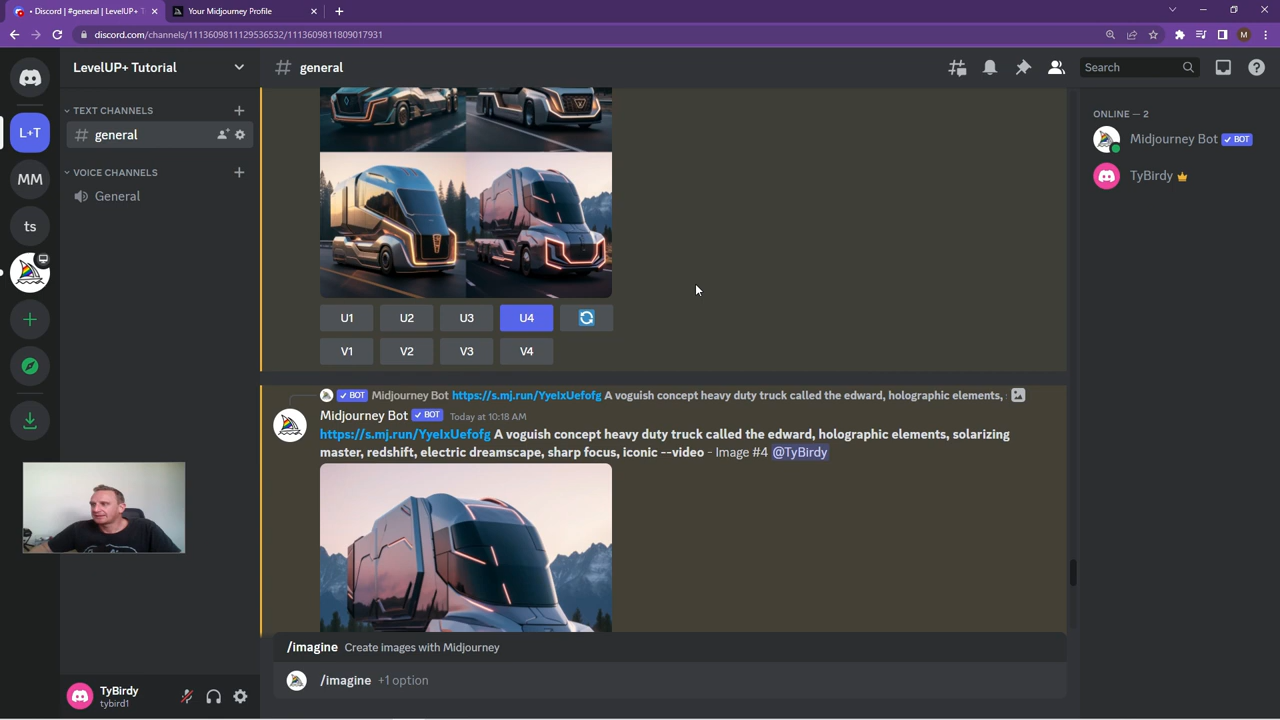 • Discord | #general | LevelUP+ T
Your Midjourney Profile
discord.com/channels/1113609811129536532/1113609811809017931
M
LevelUP+ Tutorial
general
Search
TEXT CHANNELS
general
VOICE CHANNELS
General
L+T
MM
ts
ONLINE — 2
Midjourney Bot BOT
TyBirdy
U1 U2 U3 U4
V1 V2 V3 V4
BOT Midjourney Bot https://s.mj.run/YyeIxUefofg A voguish concept heavy duty truck called the edward, holographic elements,
Midjourney Bot BOT Today at 10:18 AM
https://s.mj.run/YyeIxUefofg A voguish concept heavy duty truck called the edward, holographic elements, solarizing
master, redshift, electric dreamscape, sharp focus, iconic --video - Image #4 @TyBirdy
/imagine Create images with Midjourney
/imagine +1 option
TyBirdy
tybird1